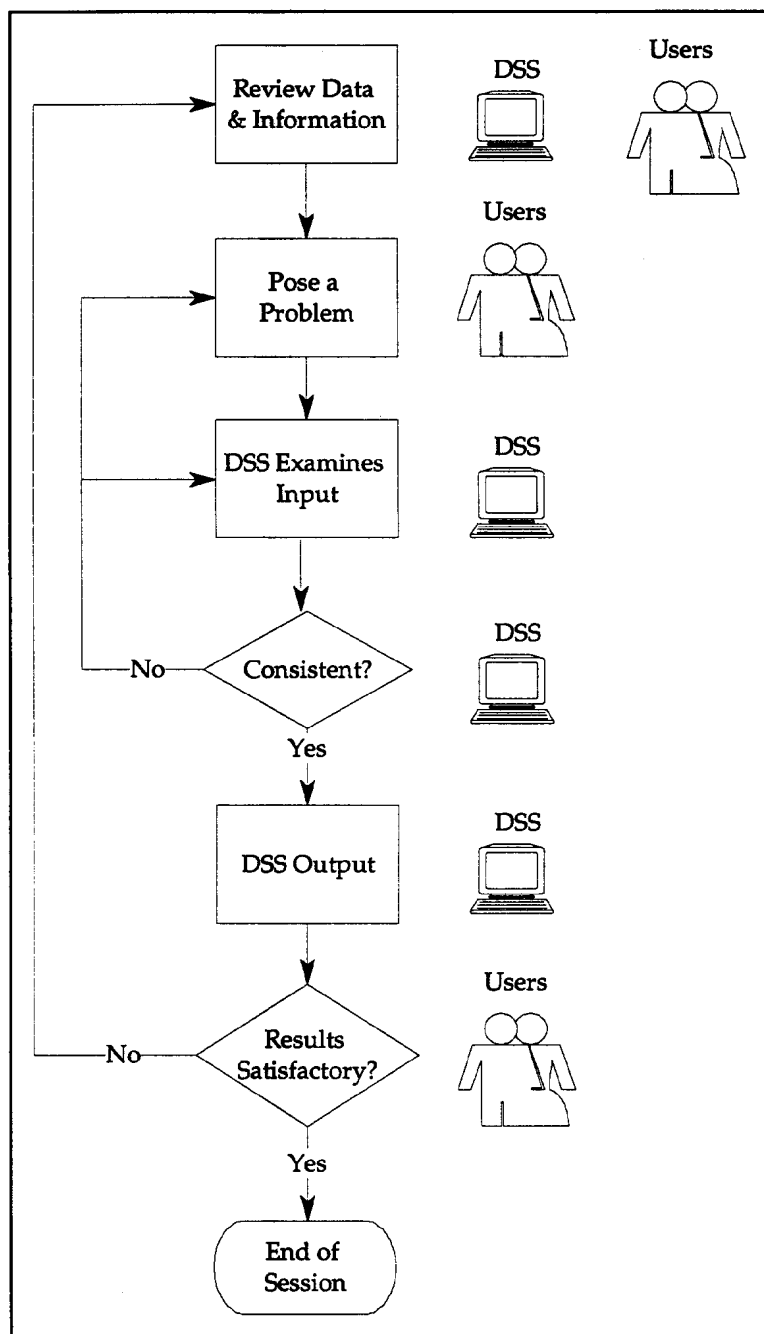 Users
DSS
Review Data
& Information
Users
Pose a
Problem
DSS
DSS Examines
Input
DSS
Consistent?
No
Yes
DSS
DSS Output
Users
Results
Satisfactory?
No
Yes
End of
Session